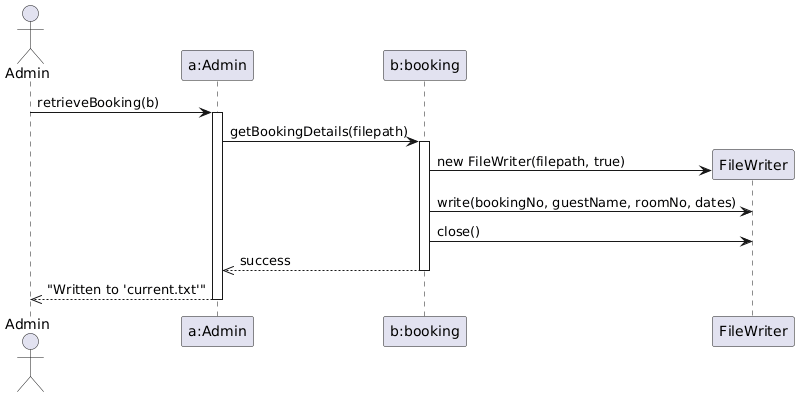 Admin
a:Admin
b:booking
retrieveBooking(b)
getBookingDetails(filepath)
new FileWriter(filepath, true)
FileWriter
write(bookingNo, guestName, roomNo, dates)
close()
success
"Written to 'current.txt'"
Admin
a:Admin
b:booking
FileWriter